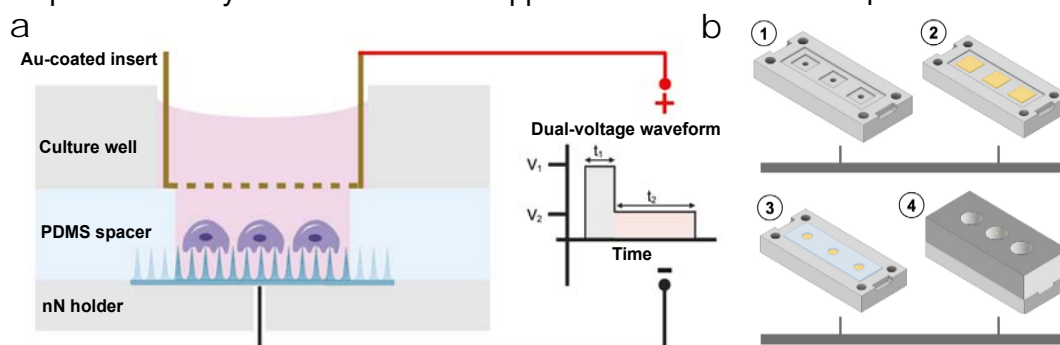 a
Au-coated insert
Culture well
PDMS spacer
nN holder
+
Dual-voltage waveform
V1
t1
V2
t2
Time
-
b
1
2
3
4